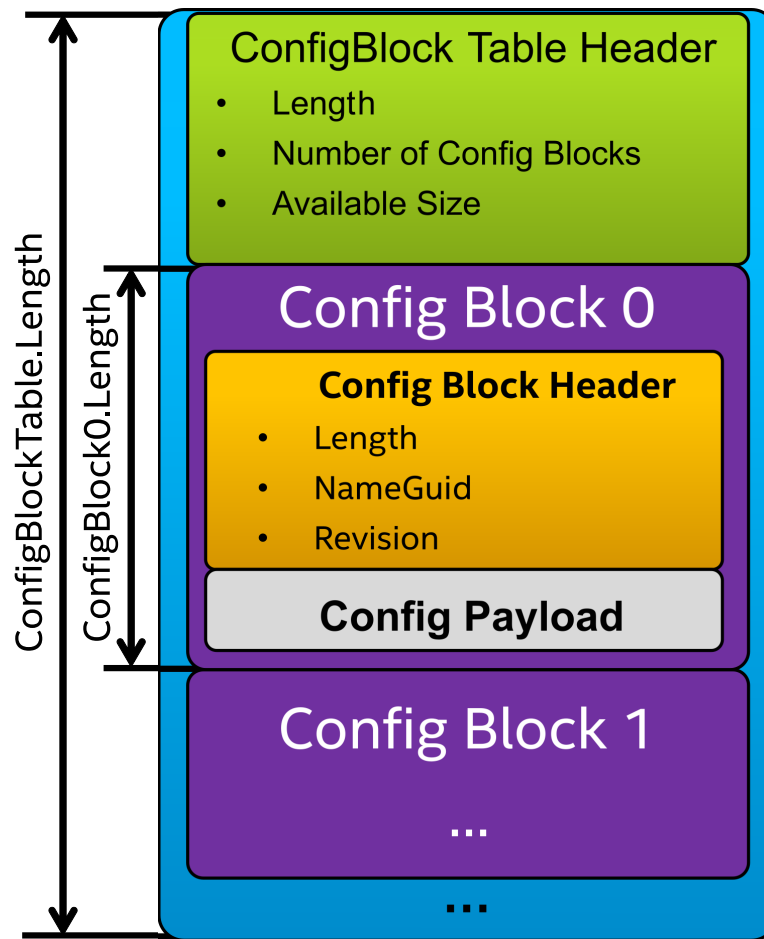 ConfigBlockTable.Length
ConfigBlock0.Length
ConfigBlock Table Header
• Length
• Number of Config Blocks
• Available Size
Config Block 0
Config Block Header
• Length
• NameGuid
• Revision
Config Payload
Config Block 1
...
...